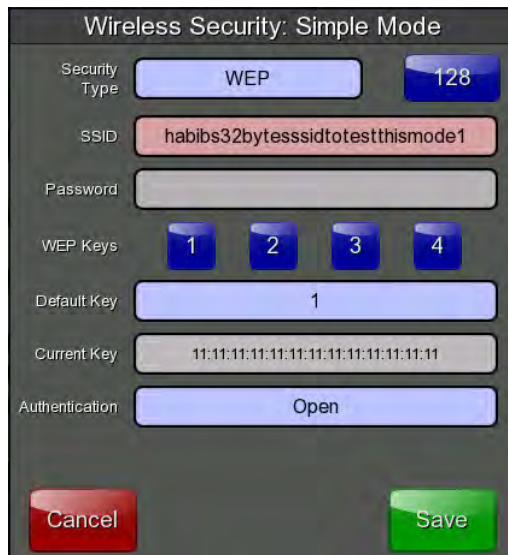 Wireless Security: Simple Mode
Security
Type
WEP
128
SSID
habibs32bytesssidtotestthismode1
Password
WEP Keys
1 2 3 4
Default Key
1
Current Key
11:11:11:11:11:11:11:11:11:11:11:11:11
Authentication
Open
Cancel
Save